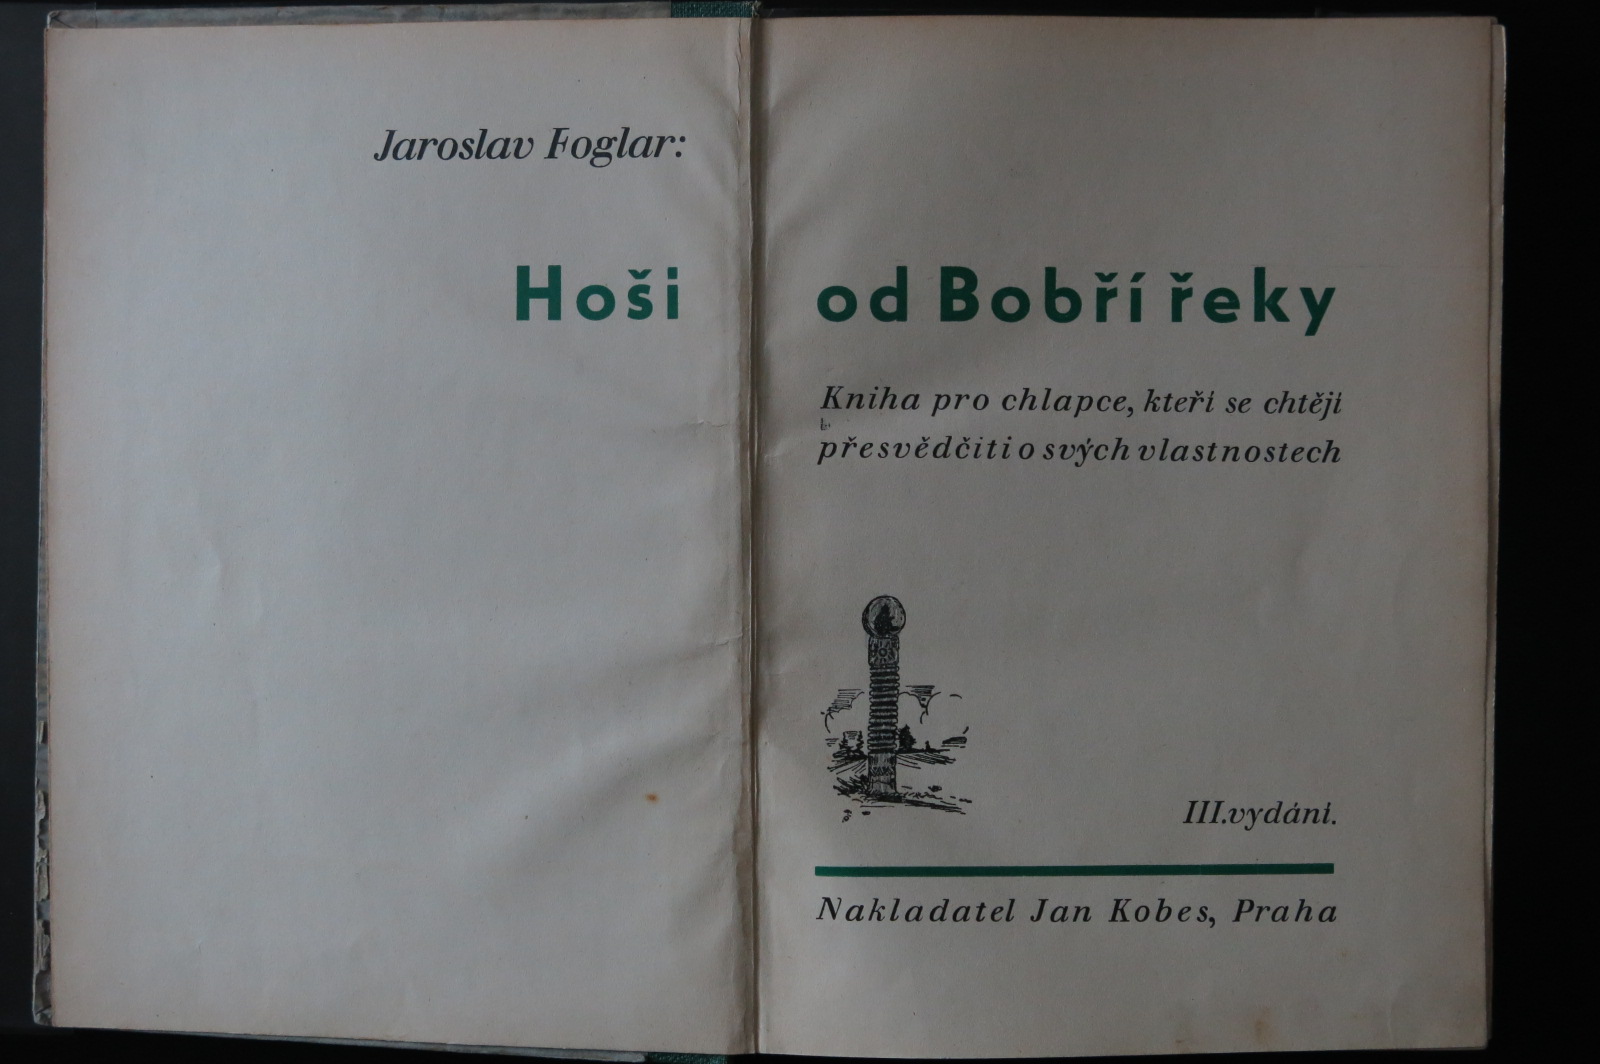 Jaroslav Foglar:
Hoši od Bobří řeky
Kniha pro chlapce, kteří se chtějí
přesvědčiti o svých vlastnostech
III. vydání.
Nakladatel Jan Kobes, Praha